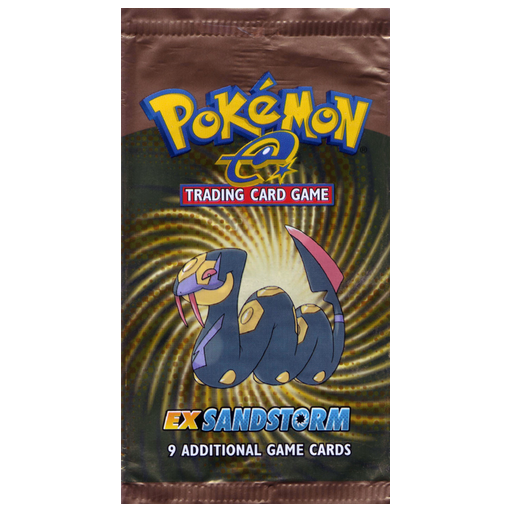 POKéMON
e
TRADING CARD GAME
EX SANDSTORM
9 ADDITIONAL GAME CARDS